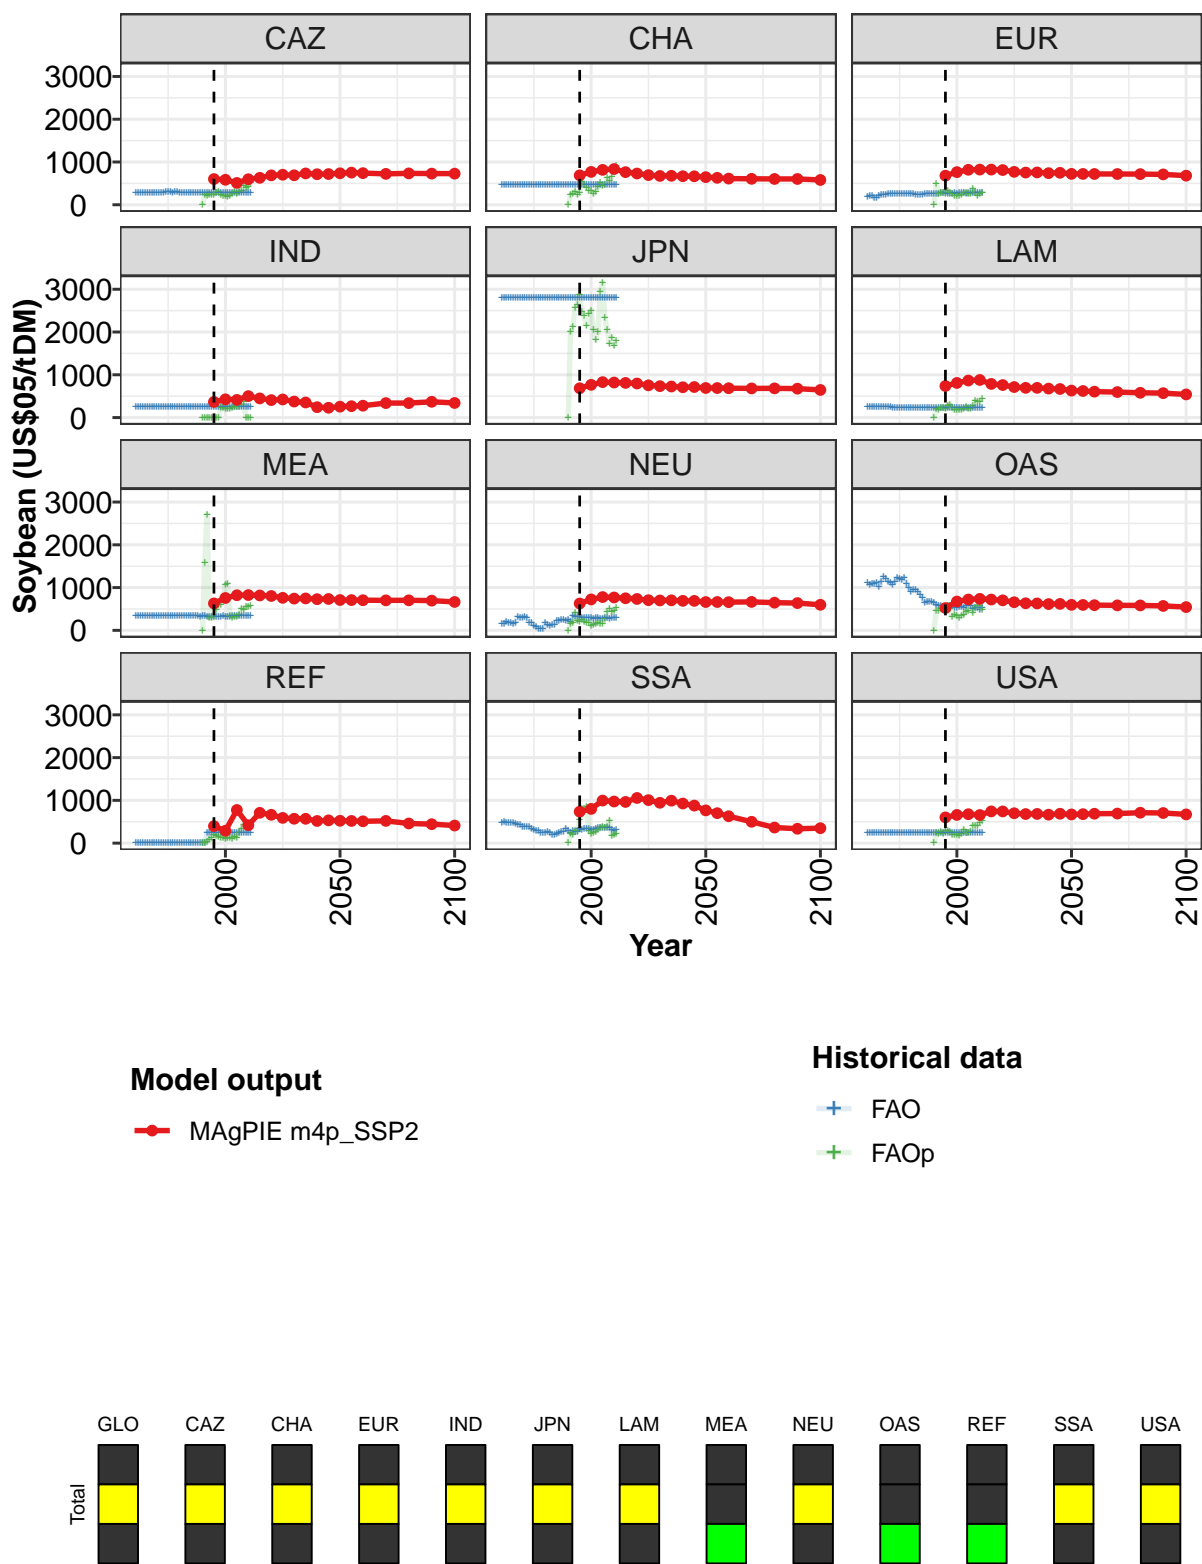 CAZ CHA EUR
3000
2000
1000
0
IND JPN LAM
3000
2000
1000
0
Soybean (US$05/tDM)
MEA NEU OAS
3000
2000
1000
0
REF SSA USA
3000
2000
1000
0
2000 2050 2100 2000 2050 2100 2000 2050 2100
Year
Model output
MAgPIE m4p_SSP2
Historical data
FAO
FAOp
GLO CAZ CHA EUR IND JPN LAM MEA NEU OAS REF SSA USA
Total